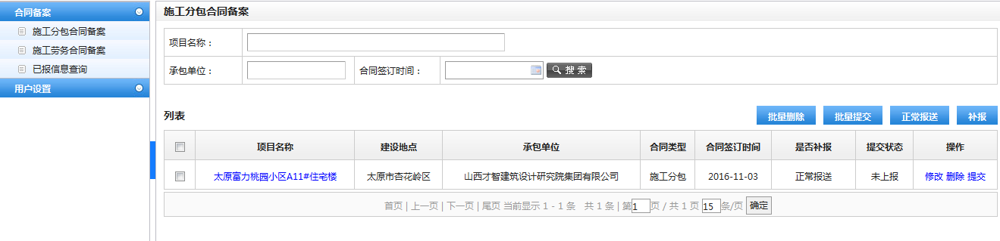 合同备案
施工分包合同备案
施工劳务合同备案
已报信息查询
用户设置
施工分包合同备案
项目名称：
承包单位： 合同签订时间： 搜 索
列表 批量删除 批量提交 正常报送 补报
项目名称 建设地点 承包单位 合同类型 合同签订时间 是否补报 提交状态 操作
太原富力桃园小区A11#住宅楼 太原市杏花岭区 山西才智建筑设计研究院集团有限公司 施工分包 2016-11-03 正常报送 未上报 修改 删除 提交
首页 | 上一页 | 下一页 | 尾页 当前显示 1 - 1 条 共 1 条 | 第1页 / 共 1 页 15条/页 确定